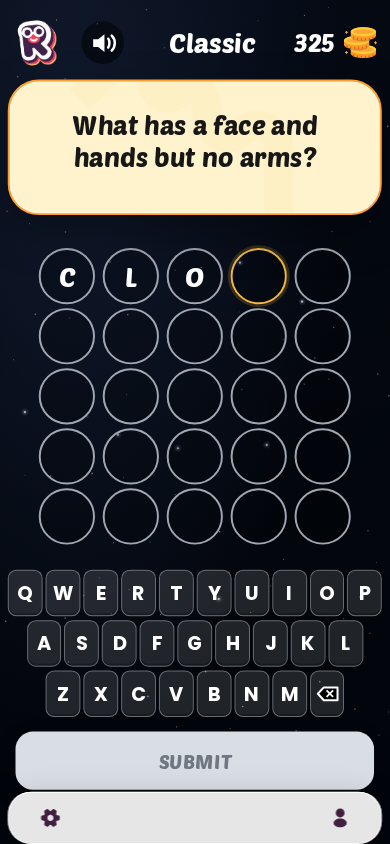 R
Classic
325
What has a face and
hands but no arms?
C L O
Q W E R T Y U I O P
A S D F G H J K L
Z X C V B N M
SUBMIT